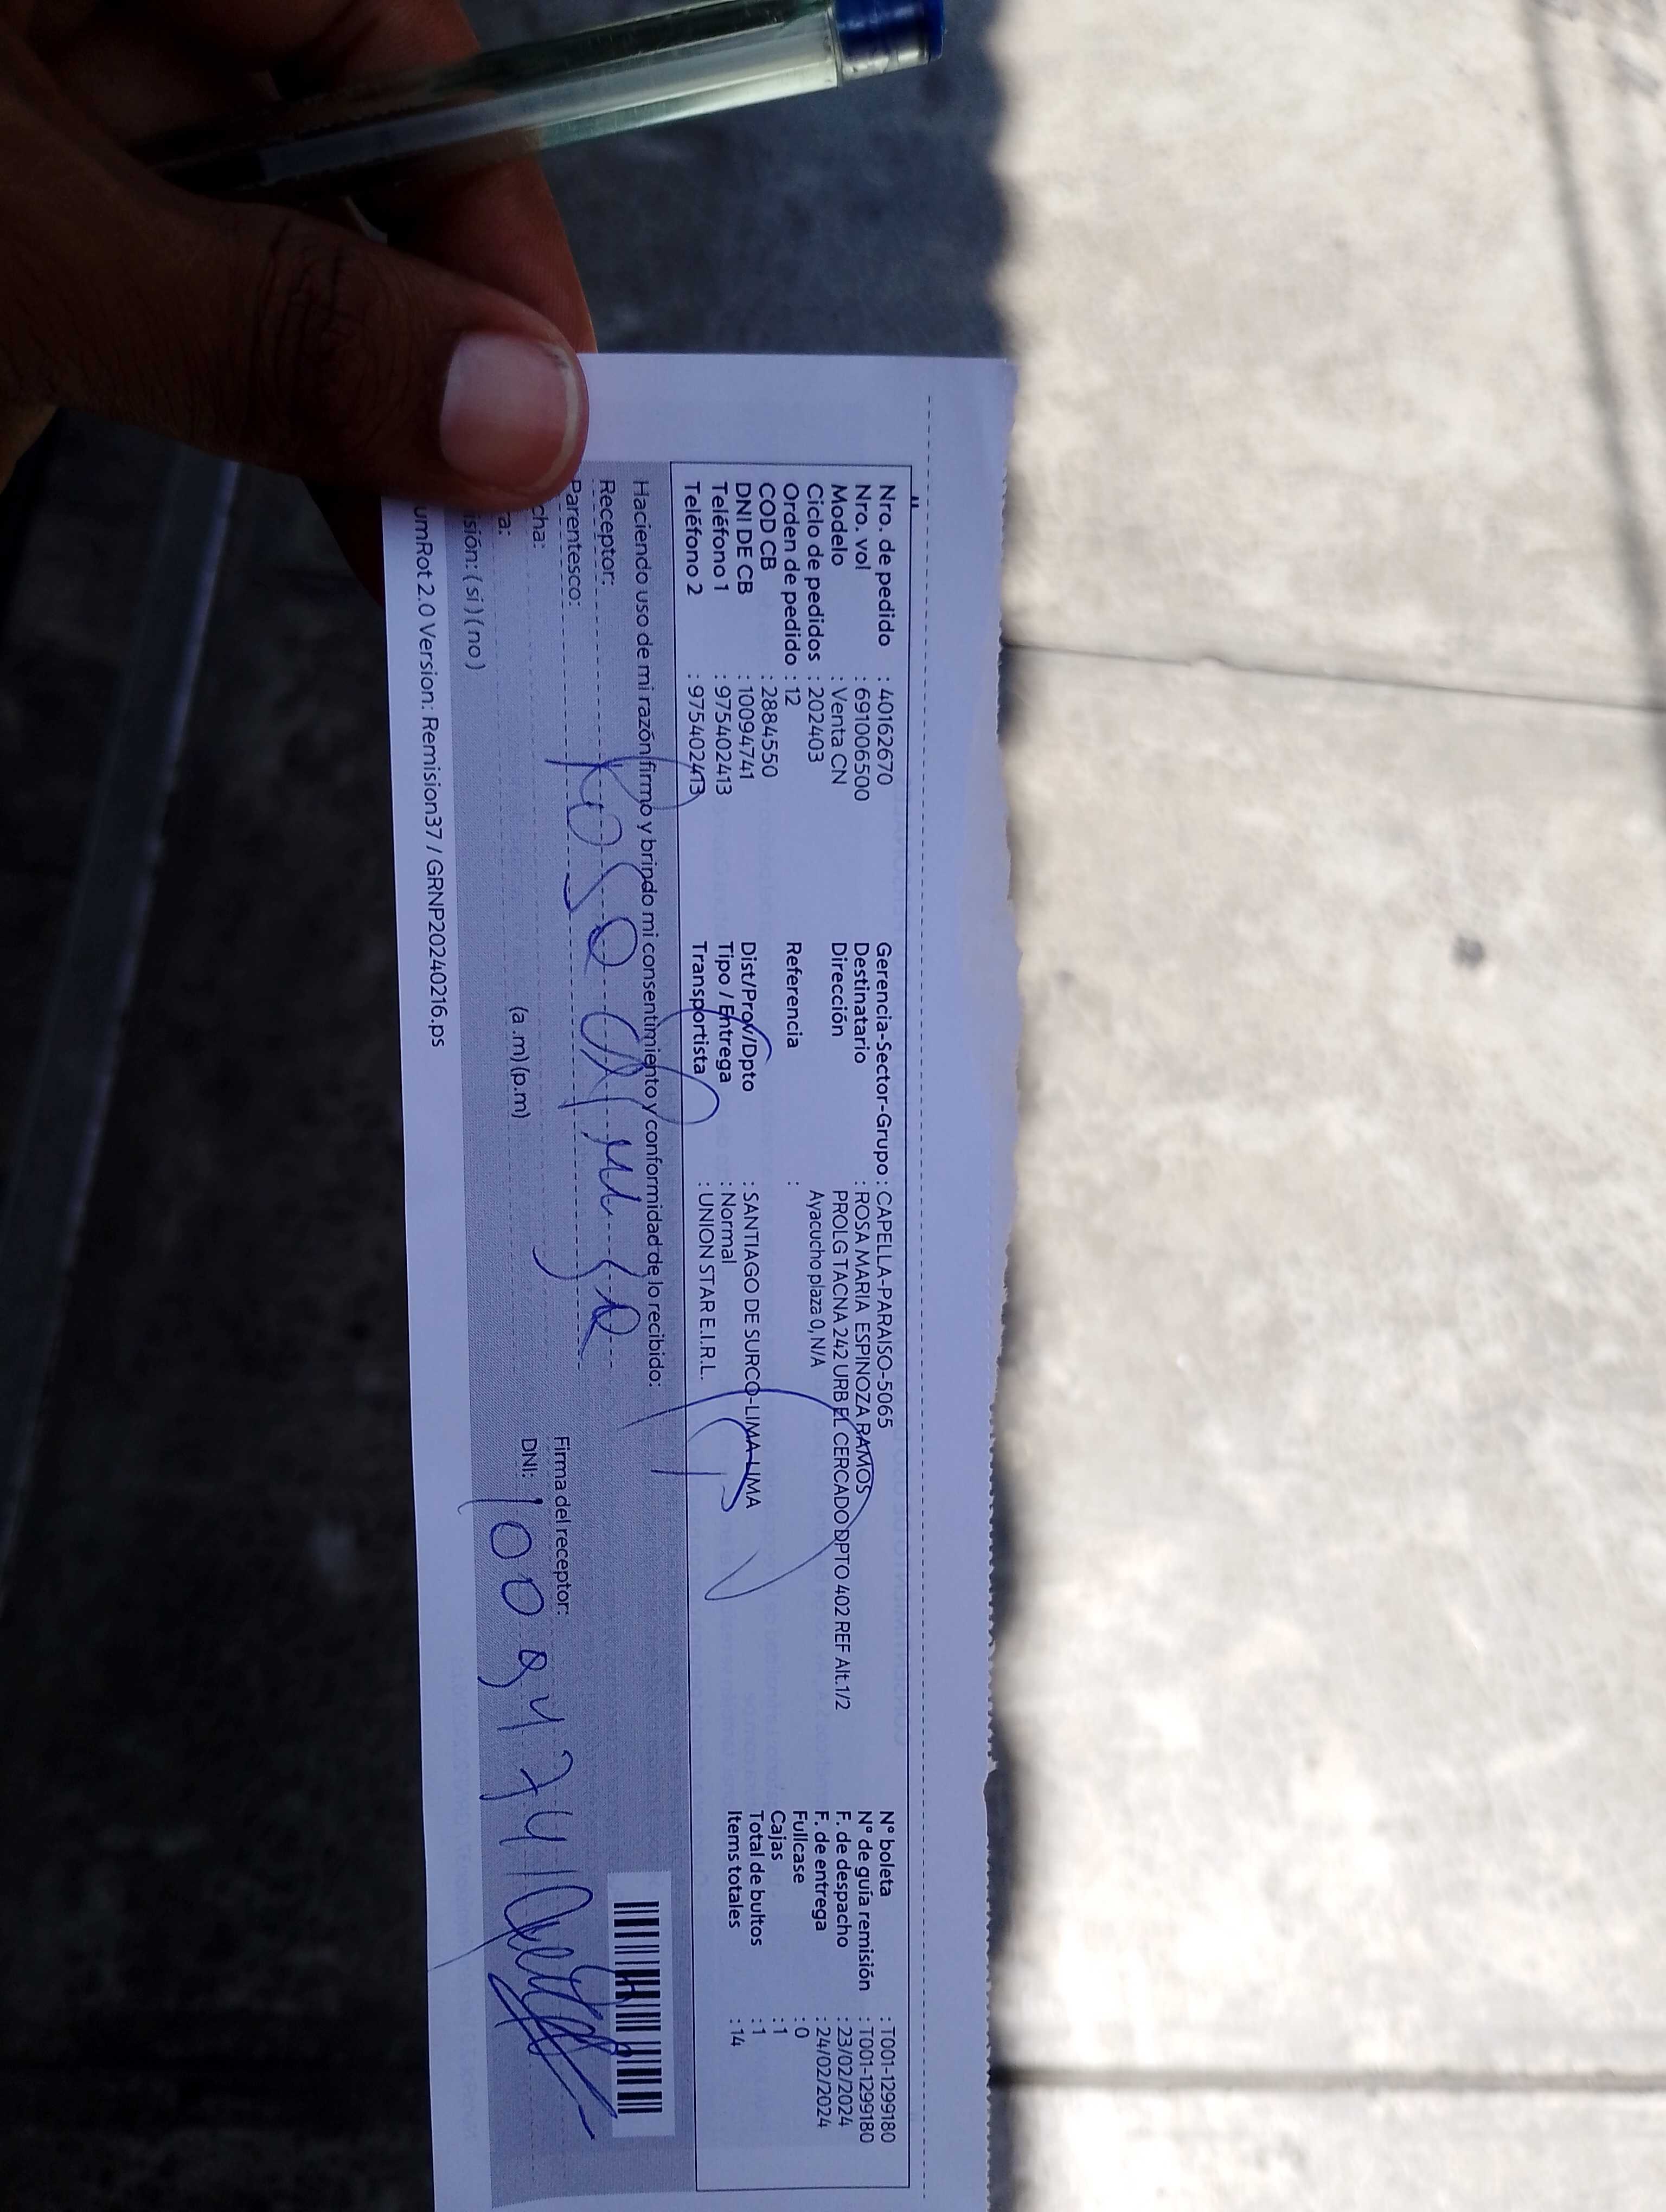 Nro. de pedido : 40162670
Nro. vol : 691006500
Modelo : Venta CN
Ciclo de pedidos : 202403
Orden de pedido : 12
COD CB : 2884550
DNI DE CB : 10094741
Teléfono 1 : 975402413
Teléfono 2 : 975402413
Gerencia-Sector-Grupo : CAPELLA-PARAISO-5065
Destinatario : ROSA MARIA ESPINOZA RAMOS
Dirección PROLG TACNA 242 URB EL CERCADO DPTO 402 REF Alt.1/2
Ayacucho plaza 0, N/A
Referencia :
Dist/Prov/Dpto : SANTIAGO DE SURCO-LIMA-LIMA
Tipo / Entrega : Normal
Transportista : UNION STAR E.I.R.L.
N° boleta : T001-1299180
N° de guía remisión : T001-1299180
F. de despacho : 23/02/2024
F. de entrega : 24/02/2024
Fullcase : 0
Cajas : 1
Total de bultos : 1
Items totales : 14
Haciendo uso de mi razón firmo y brindo mi consentimiento y conformidad de lo recibido:
Receptor: Rosa
Parentesco:
cha:
ra: (a .m) (p.m)
isión: ( si ) ( no )
Firma del receptor:
DNI: 10094741
umRot 2.0 Version: Remision37 / GRNP20240216.ps